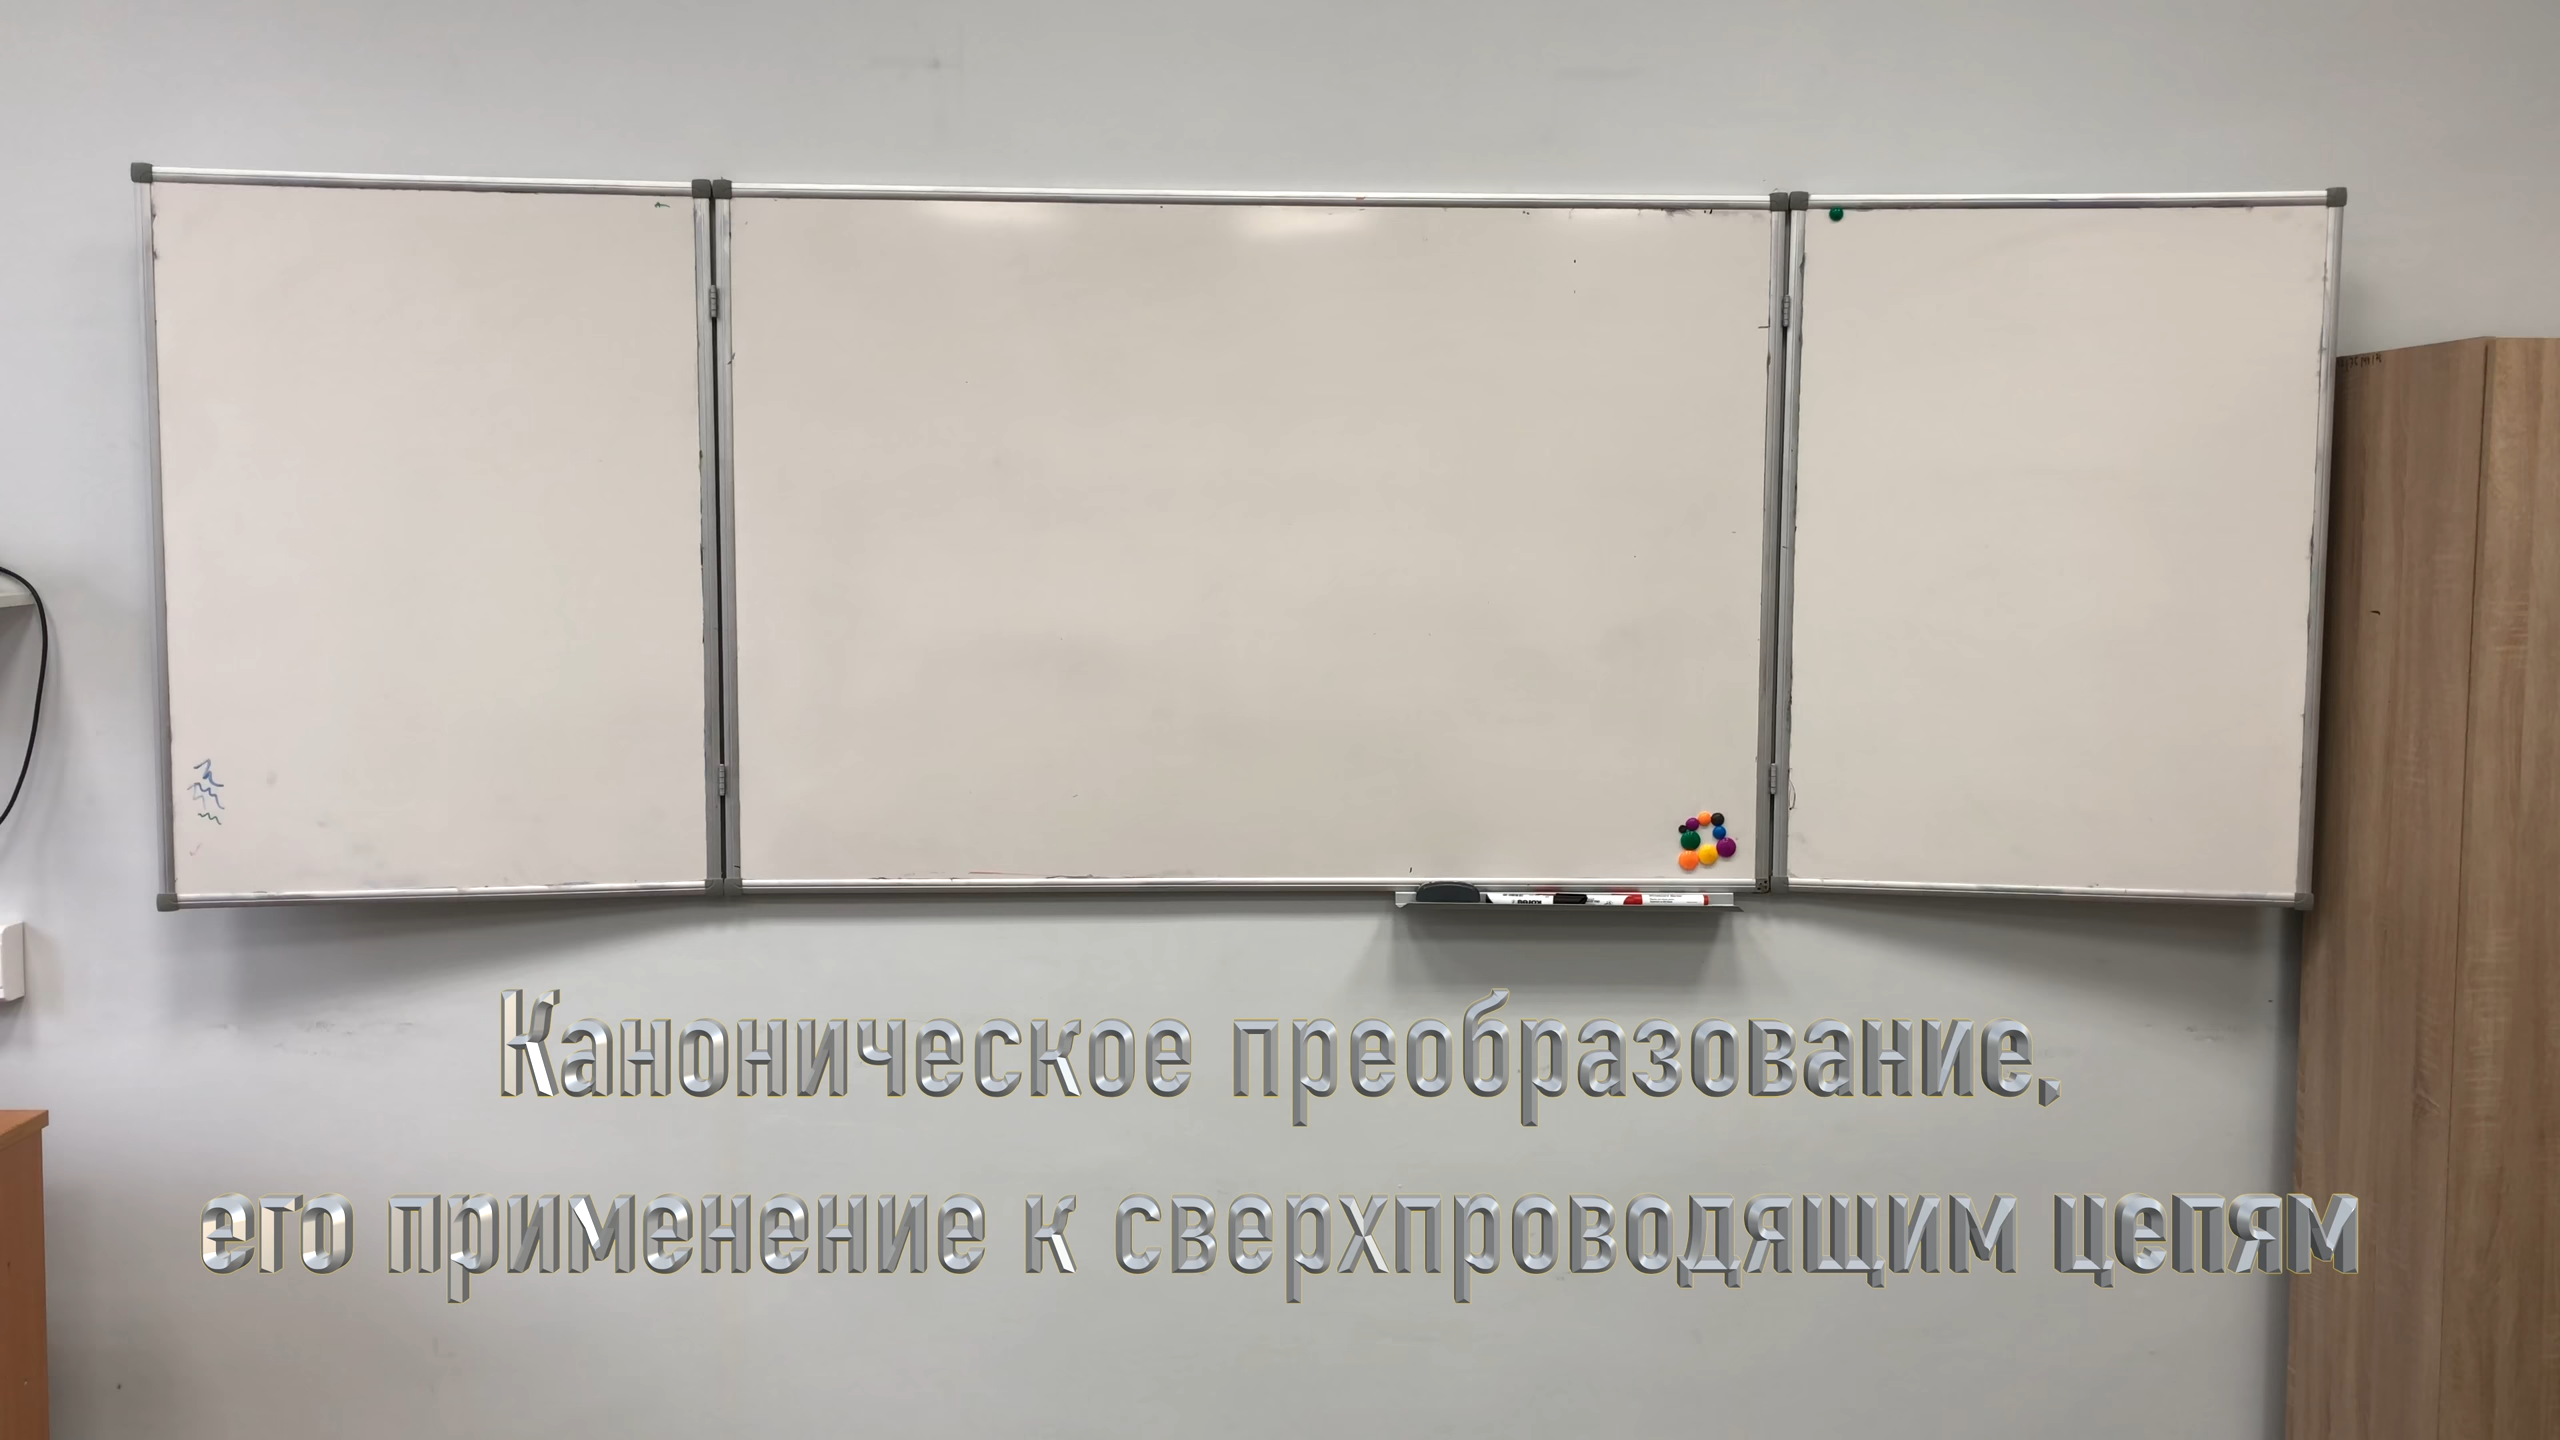 Каноническое преобразование,
его применение к сверхпроводящим цепям